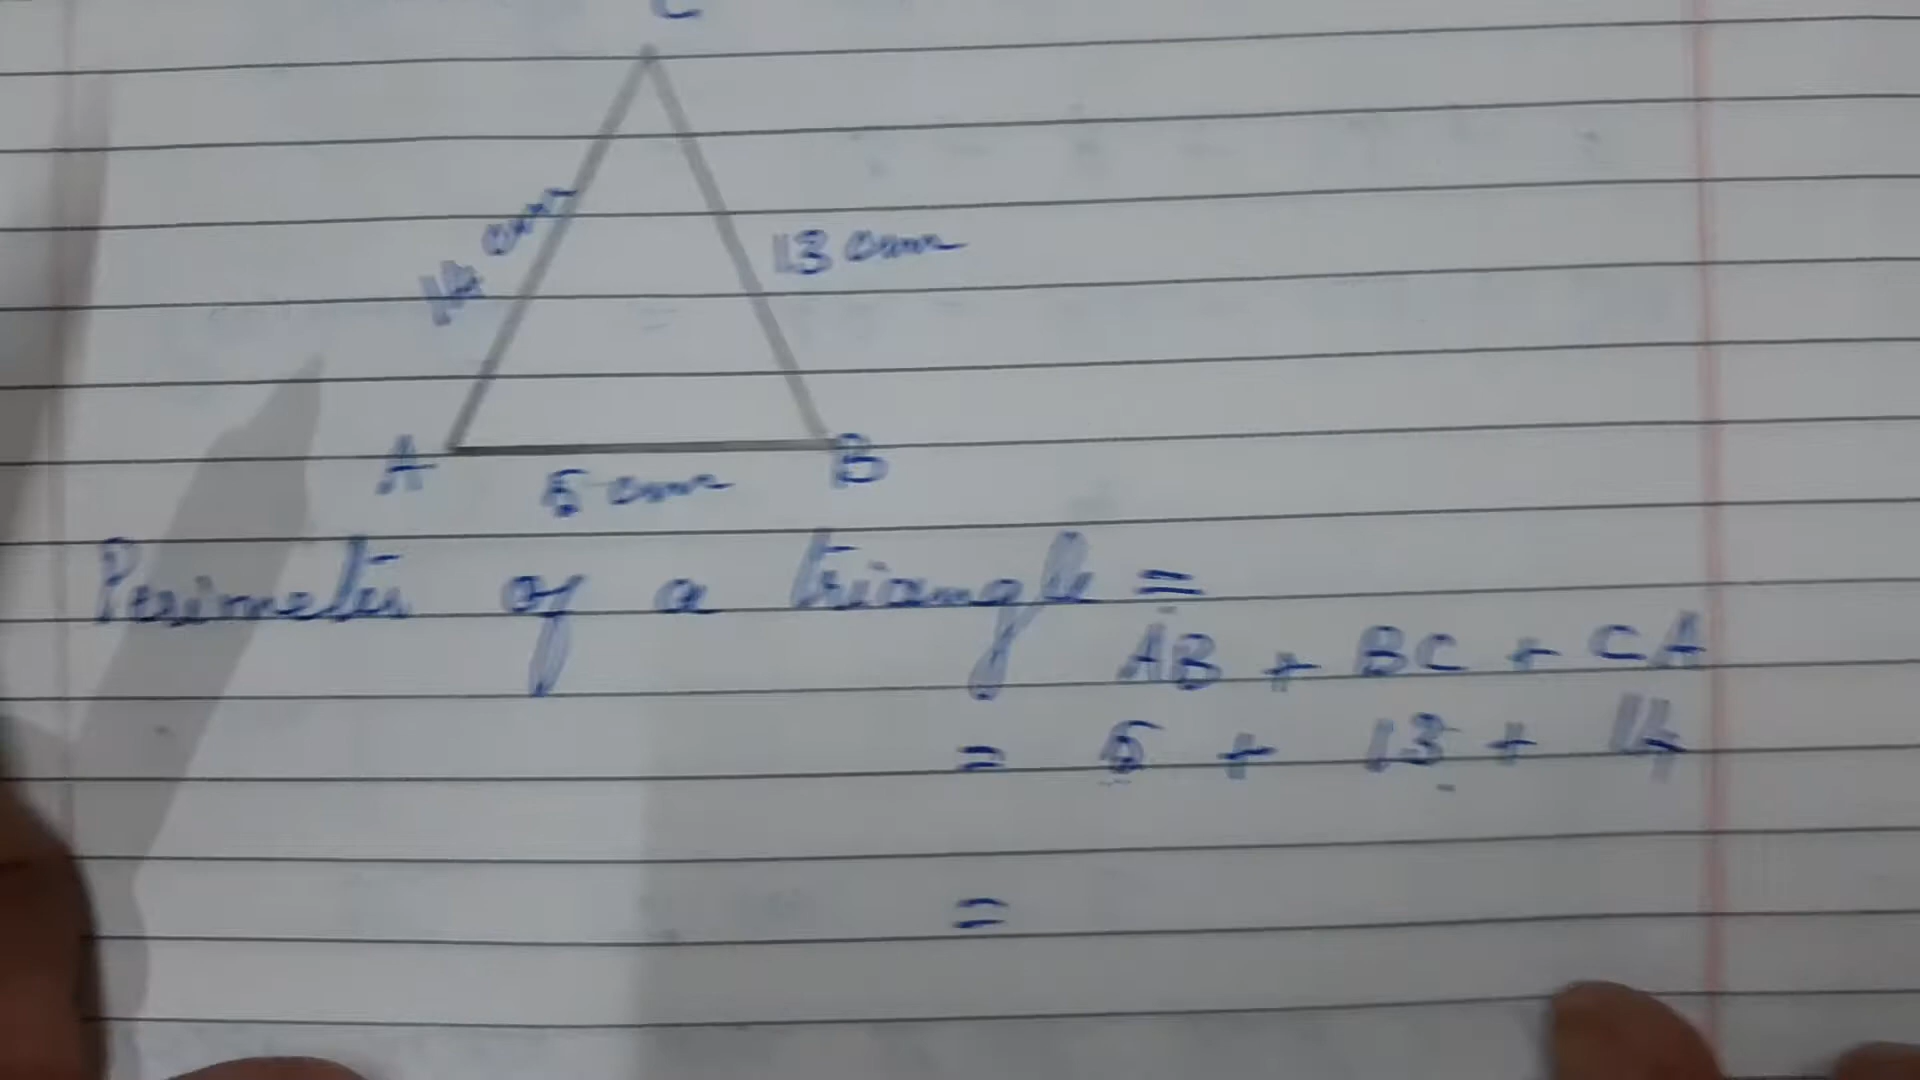 C
14 cm
13 cm
A
B
5 cm
Perimeter of a triangle =
AB + BC + CA
= 5 + 13 + 14
=